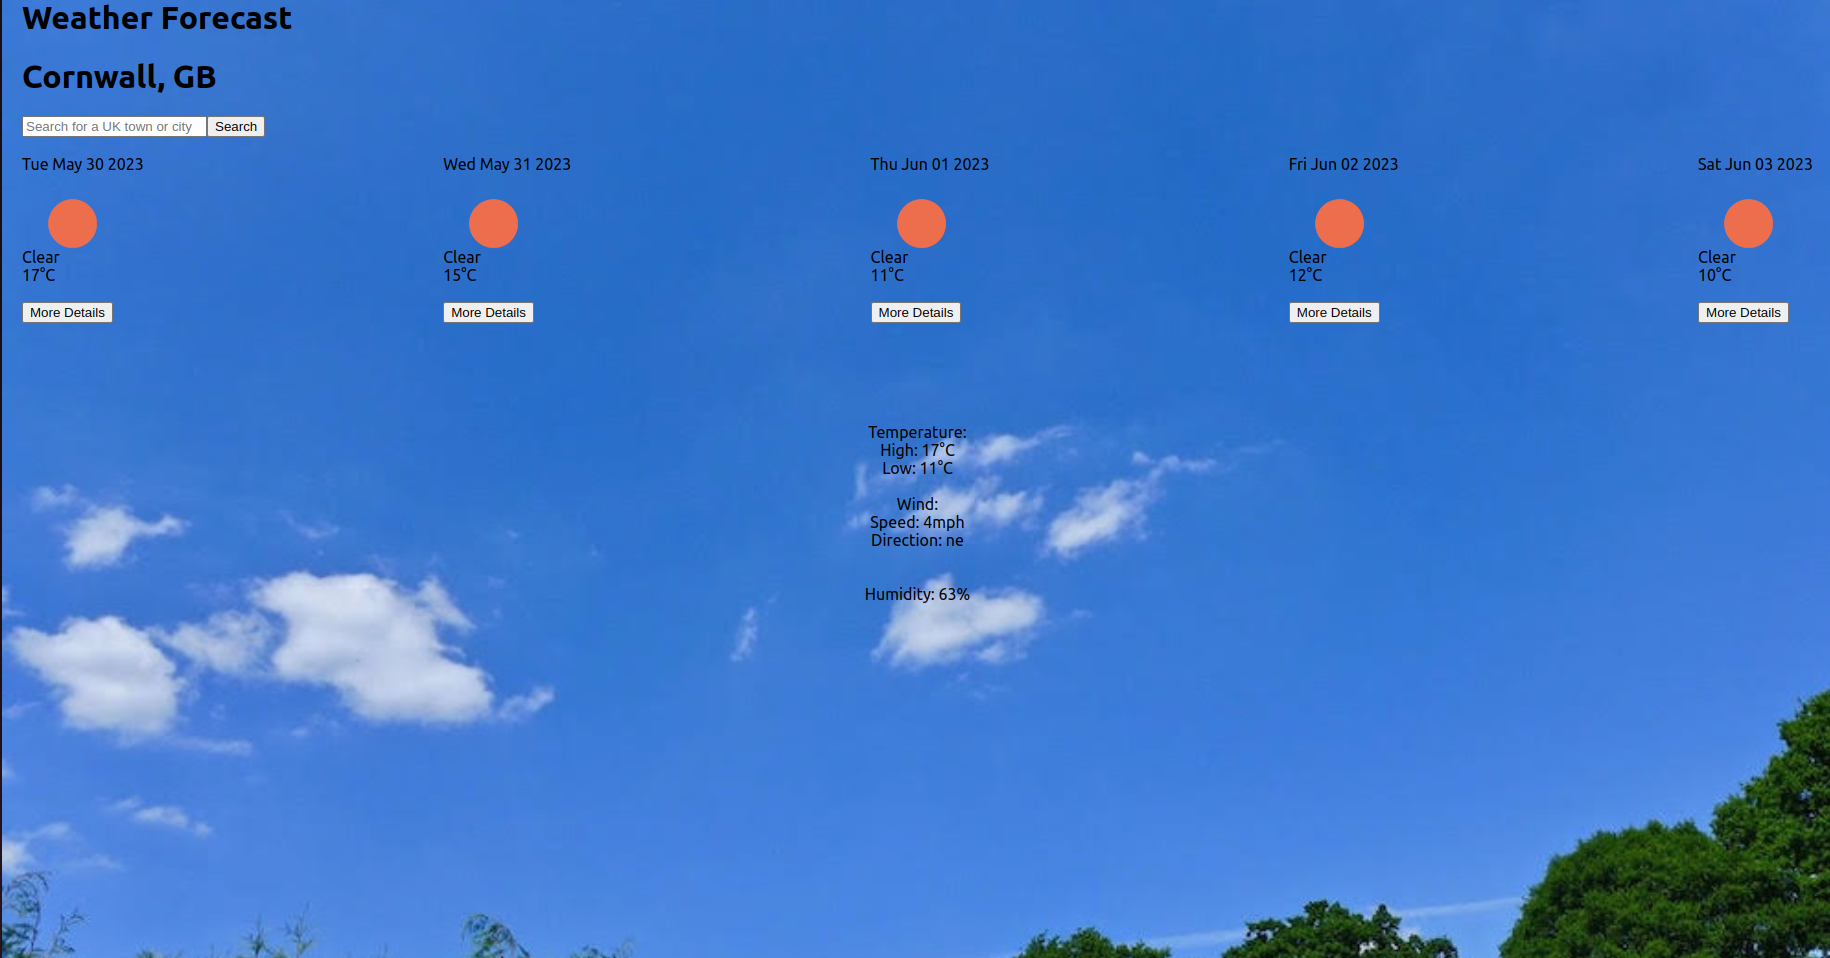 Weather Forecast
Cornwall, GB
Search for a UK town or city Search
Tue May 30 2023 Wed May 31 2023 Thu Jun 01 2023 Fri Jun 02 2023 Sat Jun 03 2023
Clear Clear Clear Clear Clear
17°C 15°C 11°C 12°C 10°C
More Details More Details More Details More Details More Details
Temperature:
High: 17°C
Low: 11°C
Wind:
Speed: 4mph
Direction: ne
Humidity: 63%